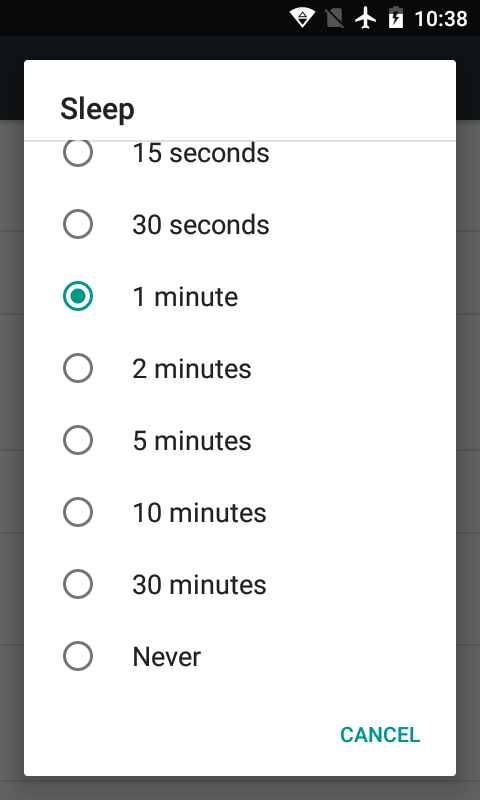 10:38
Sleep
15 seconds
30 seconds
1 minute
2 minutes
5 minutes
10 minutes
30 minutes
Never
CANCEL